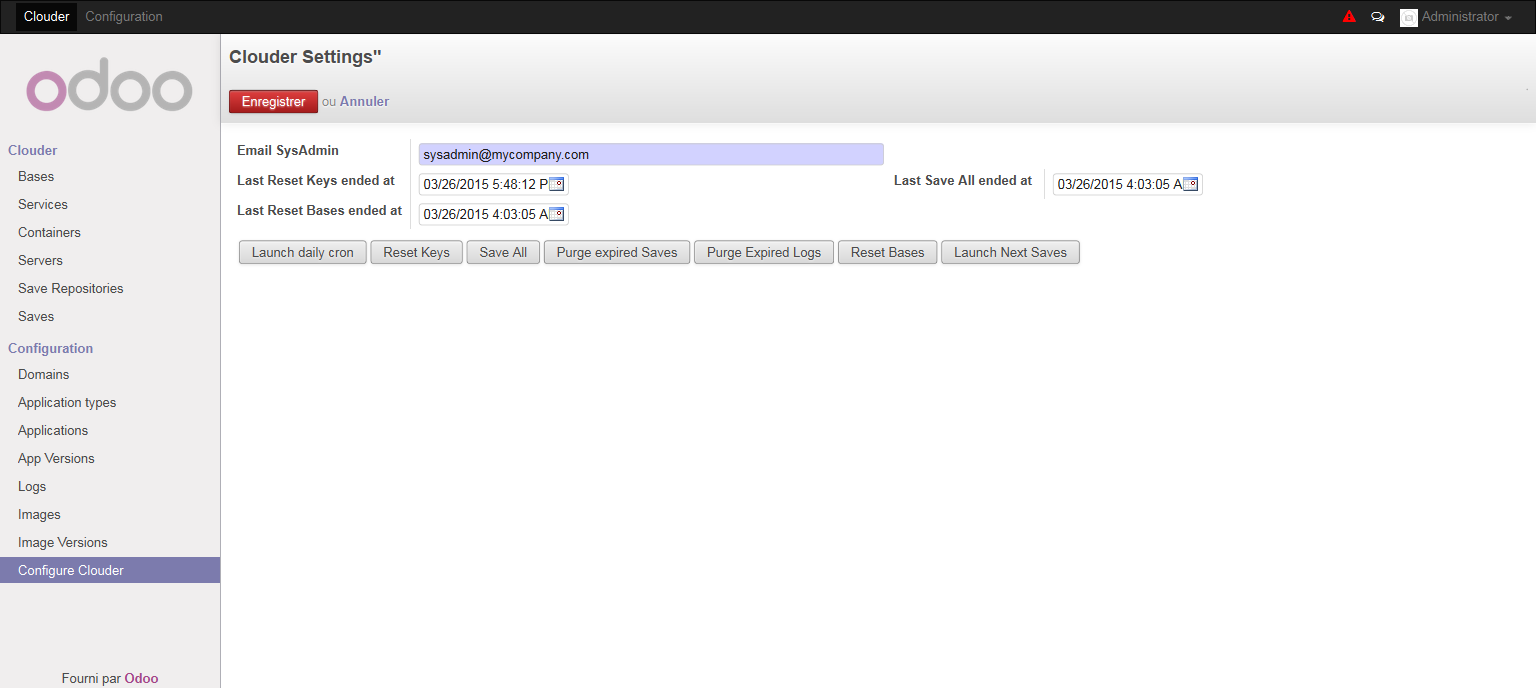 Clouder Configuration Administrator
odoo
Clouder
Bases
Services
Containers
Servers
Save Repositories
Saves
Configuration
Domains
Application types
Applications
App Versions
Logs
Images
Image Versions
Configure Clouder
Fourni par Odoo
Clouder Settings"
Enregistrer ou Annuler
Email SysAdmin sysadmin@mycompany.com
Last Reset Keys ended at 03/26/2015 5:48:12 P Last Save All ended at 03/26/2015 4:03:05 A
Last Reset Bases ended at 03/26/2015 4:03:05 A
Launch daily cron Reset Keys Save All Purge expired Saves Purge Expired Logs Reset Bases Launch Next Saves